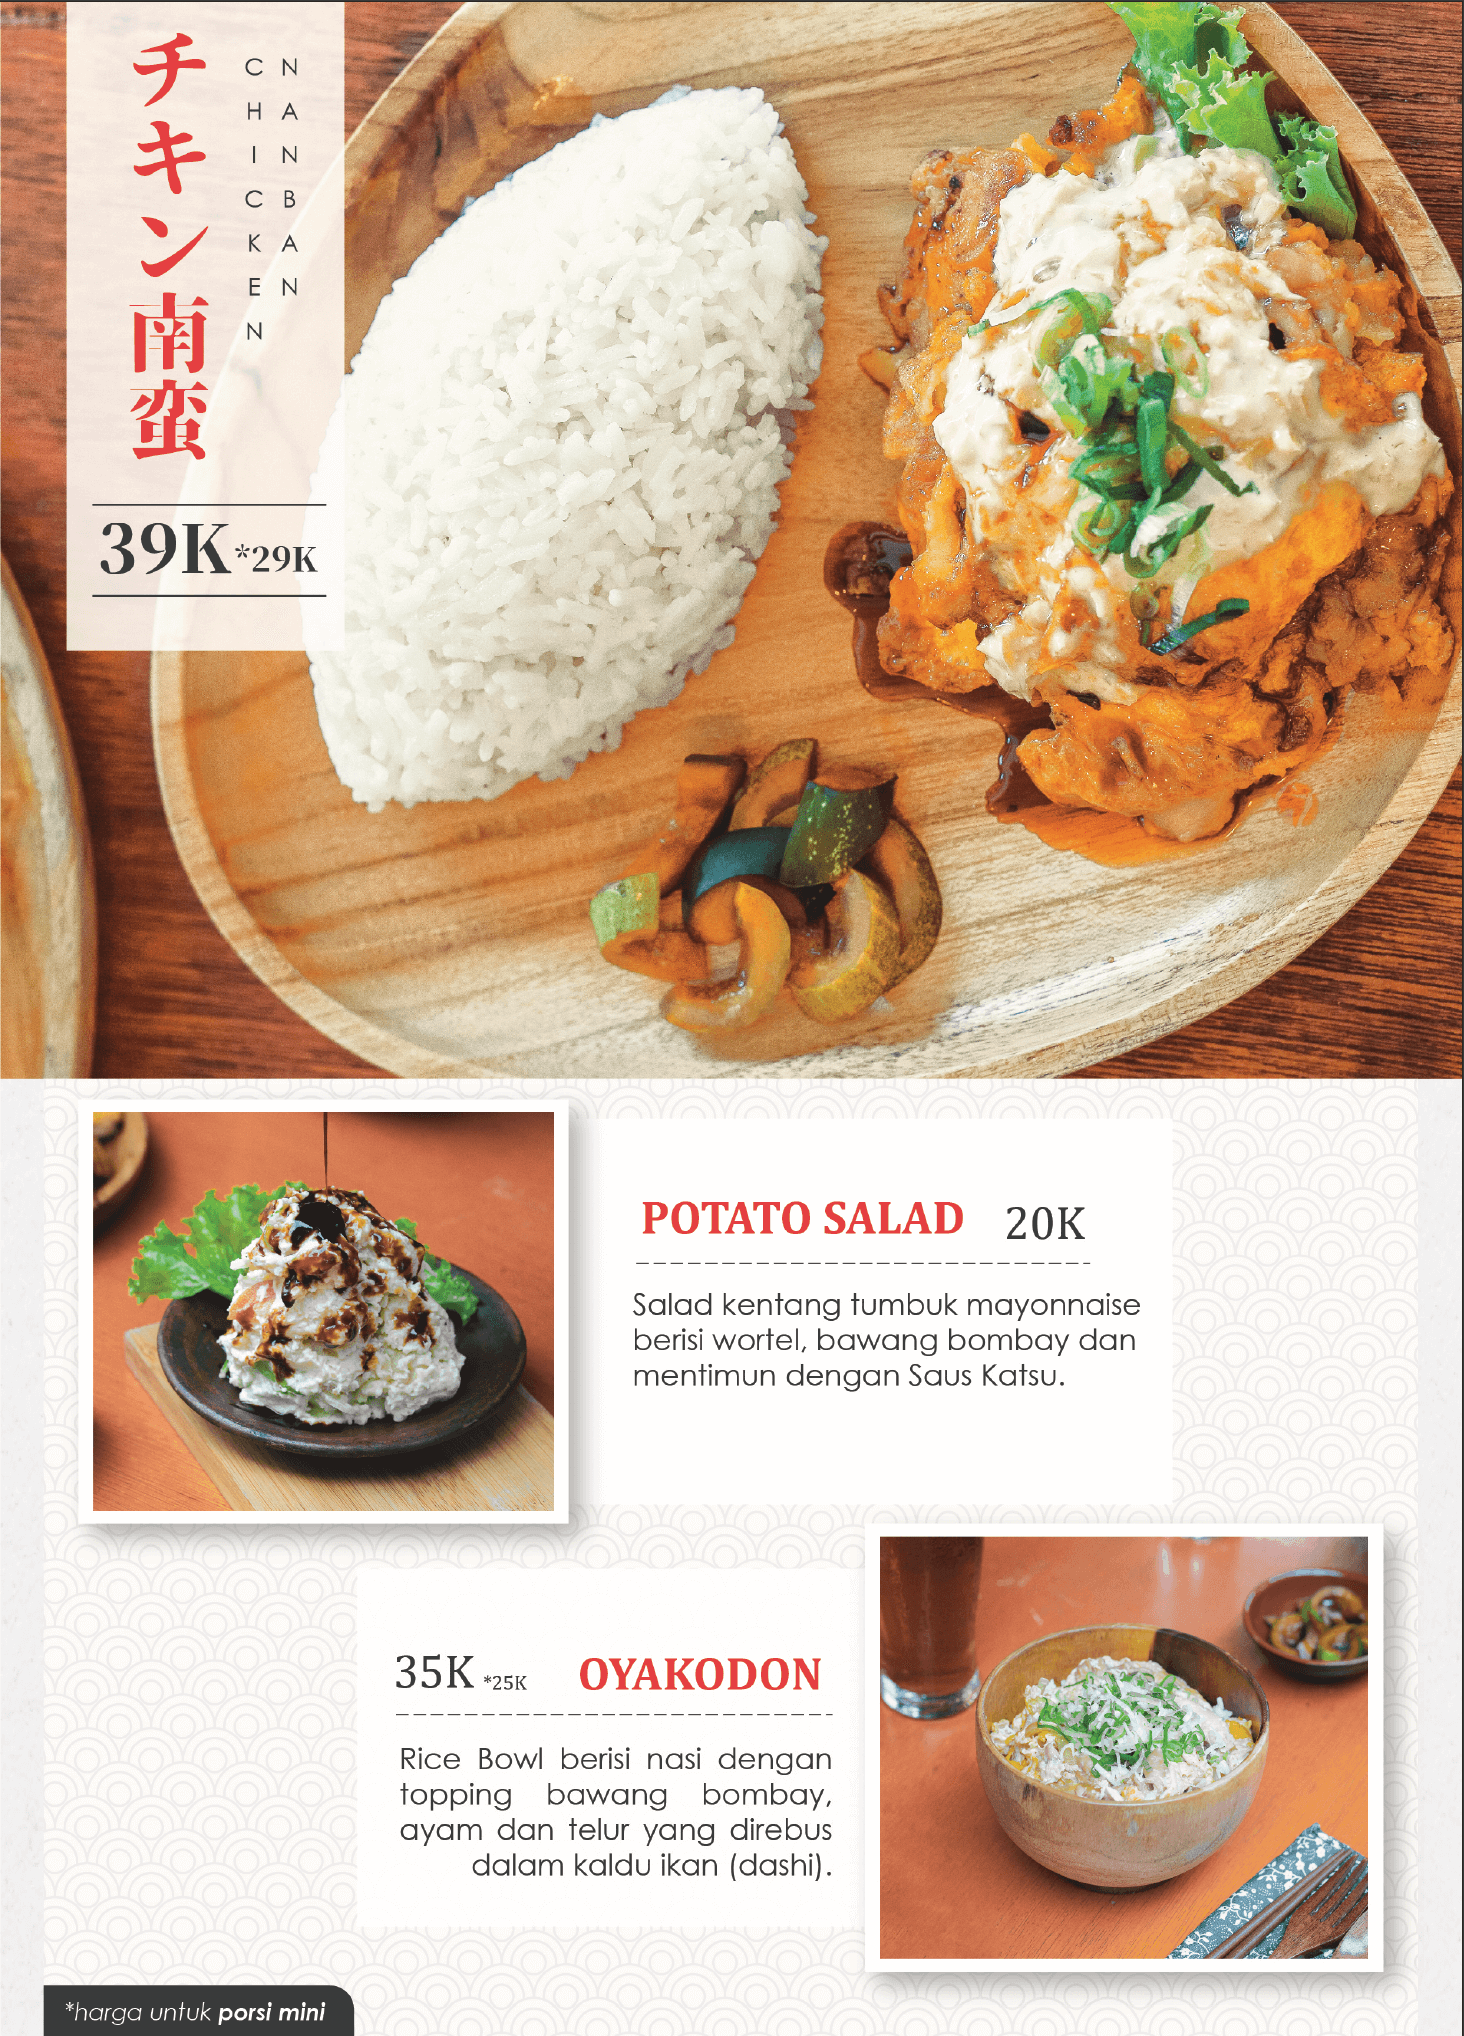 チキン南蛮
CHICKEN
NANBAN
39K *29K
POTATO SALAD 20K
Salad kentang tumbuk mayonnaise
berisi wortel, bawang bombay dan
mentimun dengan Saus Katsu.
35K *25K OYAKODON
Rice Bowl berisi nasi dengan
topping bawang bombay,
ayam dan telur yang direbus
dalam kaldu ikan (dashi).
*harga untuk porsi mini